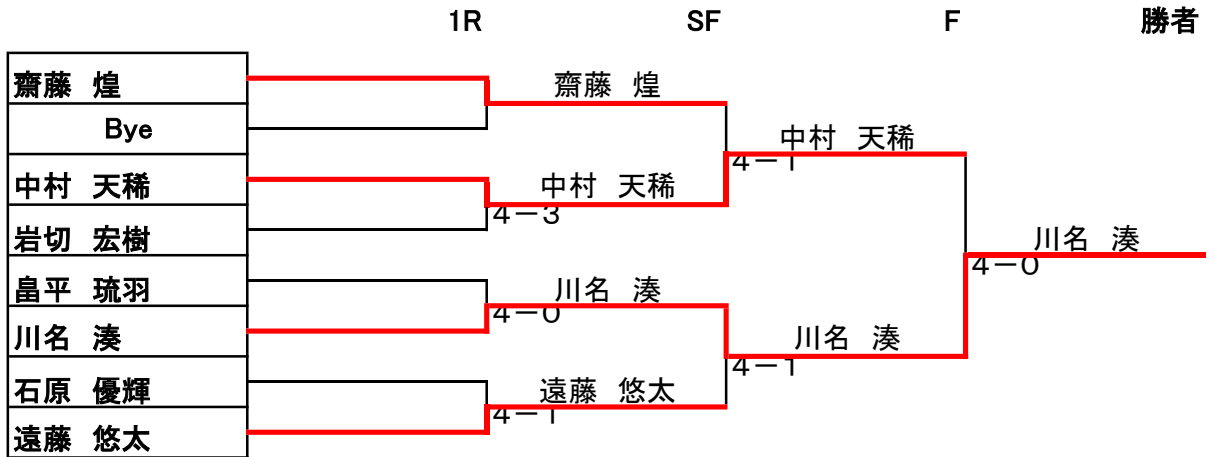 1R SF F 勝者
齋藤 煌
Bye
中村 天稀
岩切 宏樹
畠平 琉羽
川名 湊
石原 優輝
遠藤 悠太
齋藤 煌
中村 天稀
4－3
川名 湊
4－0
遠藤 悠太
4－1
中村 天稀
4－1
川名 湊
4－1
川名 湊
4－0